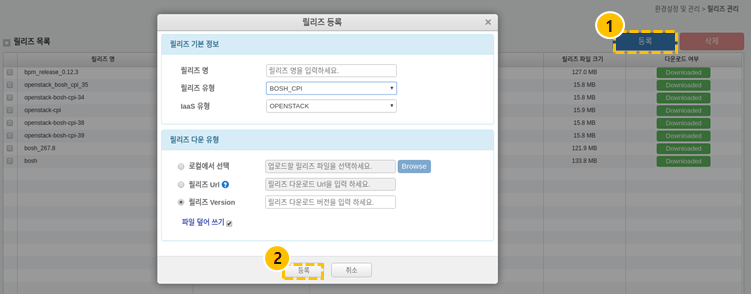 환경설정 및 관리 > 릴리즈 관리
릴리즈 등록
×
1
릴리즈 목록
등록
삭제
릴리즈 명
릴리즈 파일 크기
다운로드 여부
bpm_release_0.12.3
127.0 MB
Downloaded
openstack_bosh_cpi_35
15.8 MB
Downloaded
openstack-bosh-cpi-34
15.8 MB
Downloaded
openstack-cpi
15.9 MB
Downloaded
openstack-bosh-cpi-38
15.8 MB
Downloaded
openstack-bosh-cpi-39
15.8 MB
Downloaded
bosh_267.8
121.9 MB
Downloaded
bosh
133.8 MB
Downloaded
릴리즈 기본 정보
릴리즈 명
릴리즈 명을 입력하세요.
릴리즈 유형
BOSH_CPI
IaaS 유형
OPENSTACK
릴리즈 다운 유형
로컬에서 선택
업로드할 릴리즈 파일을 선택하세요.
Browse
릴리즈 Url ?
릴리즈 다운로드 Url을 입력 하세요.
릴리즈 Version
릴리즈 다운로드 버전을 입력 하세요.
파일 덮어 쓰기
2
등록
취소